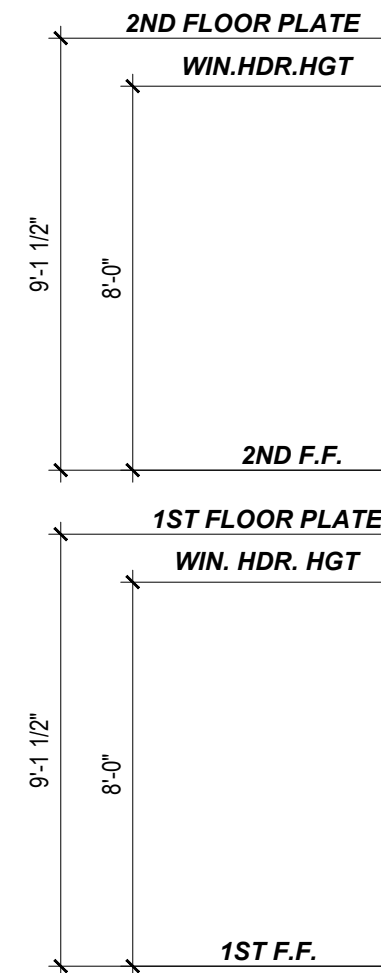 2ND FLOOR PLATE
WIN.HDR.HGT
9'-1 1/2"
8'-0"
2ND F.F.
1ST FLOOR PLATE
WIN. HDR. HGT
9'-1 1/2"
8'-0"
1ST F.F.